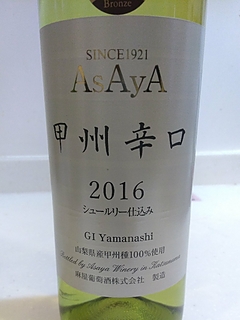 Bronze
SINCE1921
AsAyA
甲州辛口
2016
シュールリー仕込み
GI Yamanashi
山梨県産甲州種100%使用
Bottled by Asaya Winery in Katsunuma
麻屋葡萄酒株式会社 製造